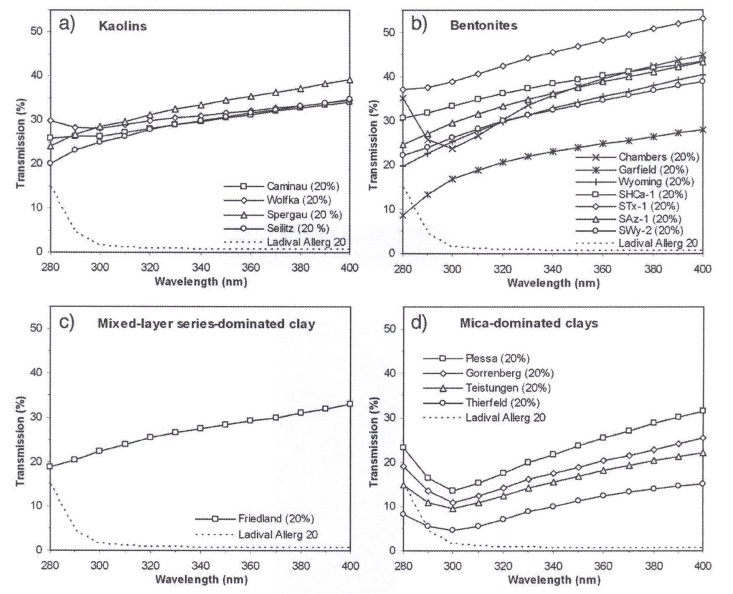 a) Kaolins
50
40
30
20
10
0
Transmission (%)
Caminau (20%)
Wolfka (20%)
Spergau (20 %)
Seilitz (20 %)
Ladival Allerg 20
280 300 320 340 360 380 400
Wavelength (nm)
b) Bentonites
50
40
30
20
10
0
Transmission (%)
Chambers (20%)
Garfield (20%)
Wyoming (20%)
SHCa-1 (20%)
STx-1 (20%)
SAz-1 (20%)
SWy-2 (20%)
Ladival Allerg 20
280 300 320 340 360 380 400
Wavelength (nm)
c) Mixed-layer series-dominated clay
50
40
30
20
10
0
Transmission (%)
Friedland (20%)
Ladival Allerg 20
280 300 320 340 360 380 400
Wavelength (nm)
d) Mica-dominated clays
50
40
30
20
10
0
Transmission (%)
Plessa (20%)
Gorrenberg (20%)
Teistungen (20%)
Thierfeld (20%)
Ladival Allerg 20
280 300 320 340 360 380 400
Wavelength (nm)